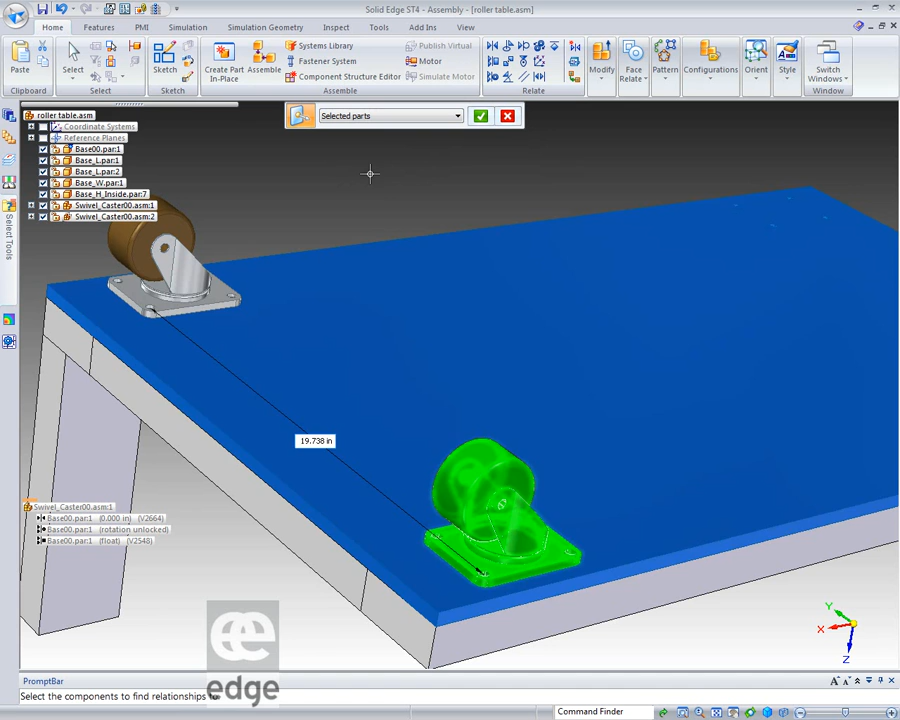 Solid Edge ST4 - Assembly - [roller table.asm]
Home Features PMI Simulation Simulation Geometry Inspect Tools Add Ins View
Paste
Clipboard
Select
Select
Sketch
Sketch
Create Part In-Place
Assemble
Systems Library
Fastener System
Component Structure Editor
Publish Virtual
Motor
Simulate Motor
Assemble
Relate
Modify
Face Relate
Pattern
Configurations
Orient
Style
Switch Windows
Window
Selected parts
roller table.asm
Coordinate Systems
Reference Planes
Base00.par:1
Base_L.par:1
Base_L.par:2
Base_W.par:1
Base_H_Inside.par:7
Swivel_Caster00.asm:1
Swivel_Caster00.asm:2
Select Tools
19.738 in
Swivel_Caster00.asm:1
Base00.par:1 (0.000 in) (V2664)
Base00.par:1 (rotation unlocked)
Base00.par:1 (float) (V2548)
Y
X
Z
edge
PromptBar
Select the components to find relationships to.
Command Finder